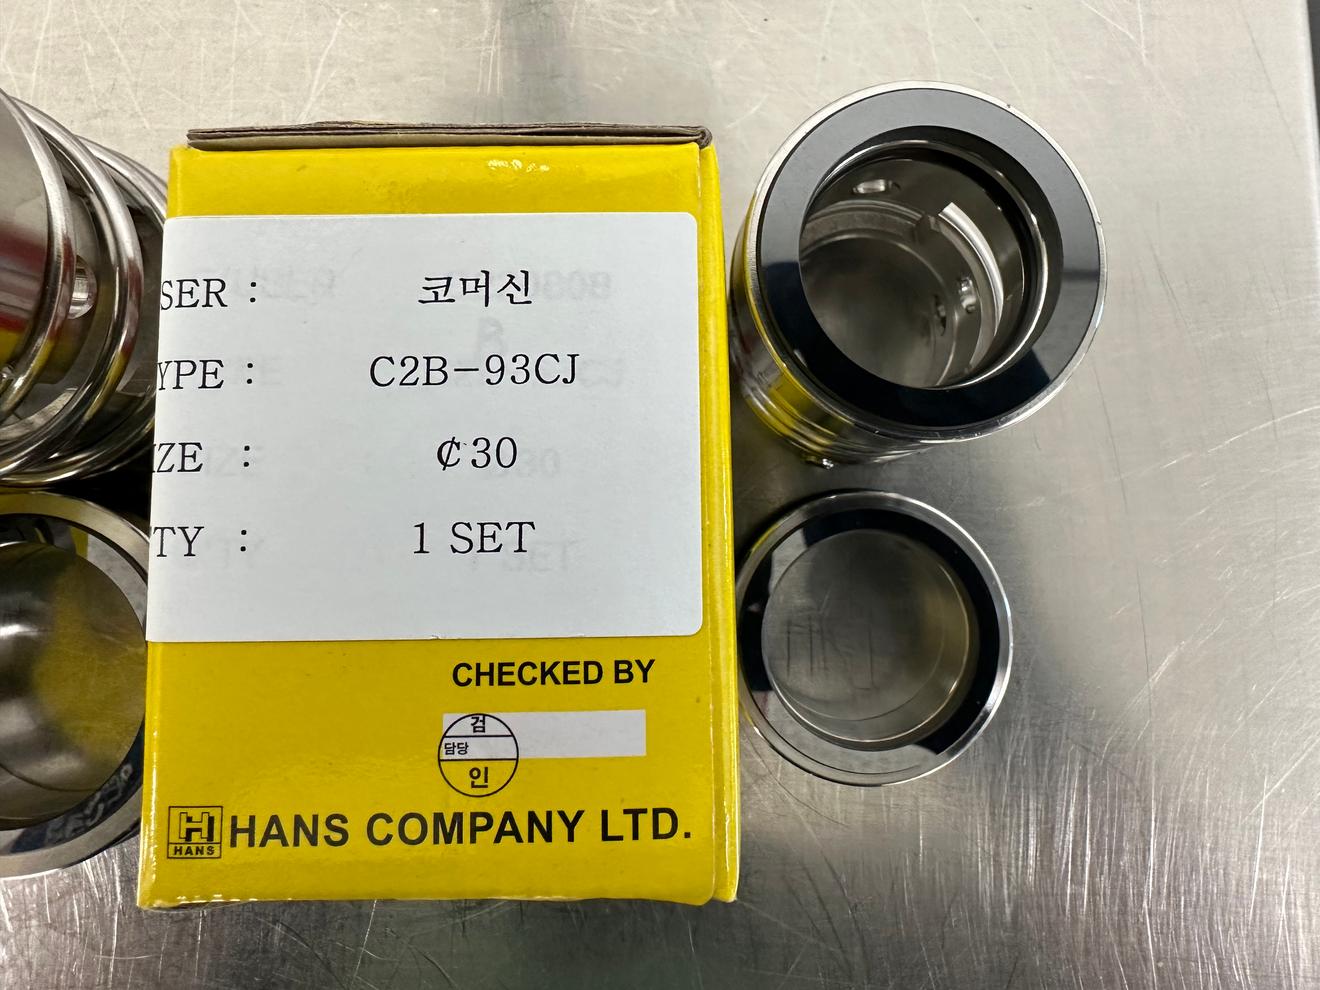 SER : 코머신
YPE : C2B-93CJ
IZE : ₵30
TY : 1 SET
CHECKED BY
검
담당
인
HANS HANS COMPANY LTD.